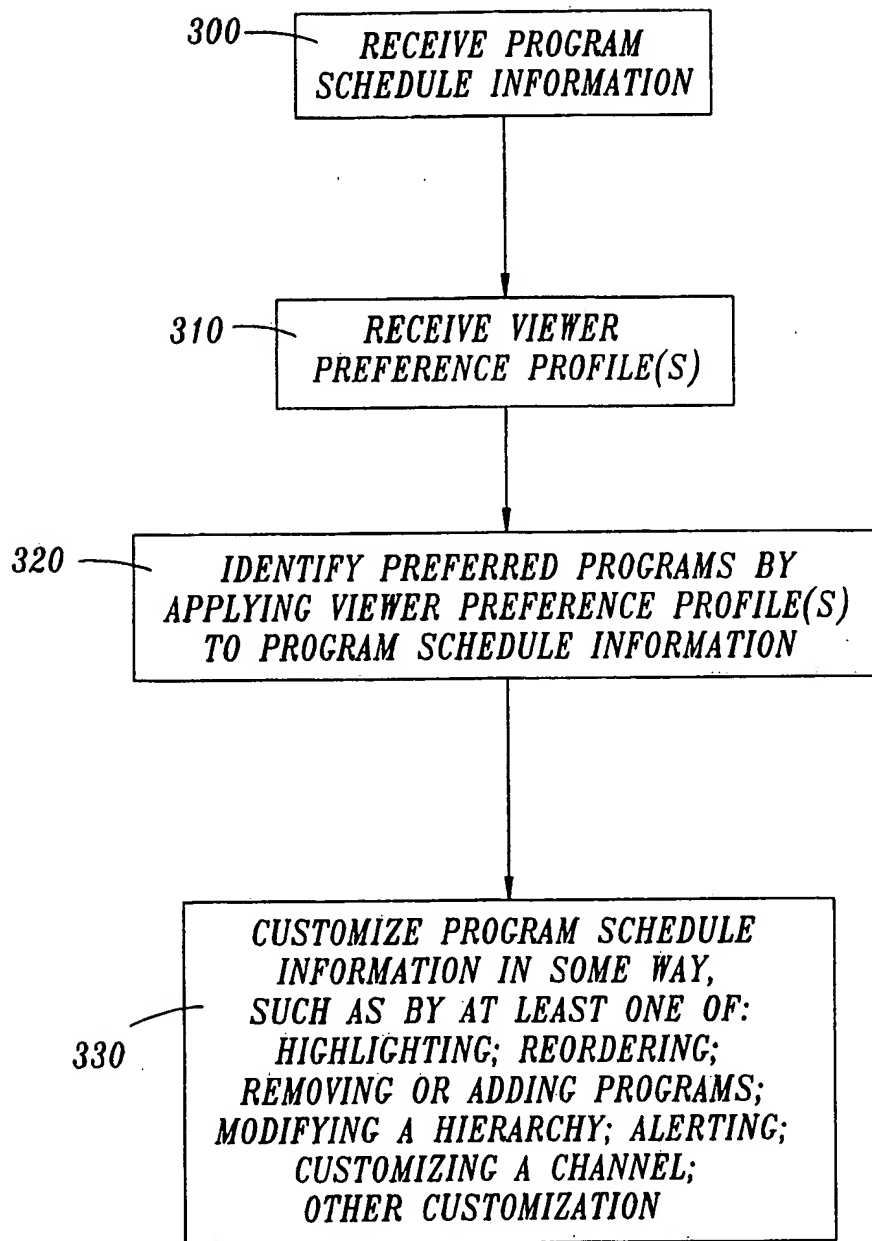 300
RECEIVE PROGRAM
SCHEDULE INFORMATION
310
RECEIVE VIEWER
PREFERENCE PROFILE(S)
320
IDENTIFY PREFERRED PROGRAMS BY
APPLYING VIEWER PREFERENCE PROFILE(S)
TO PROGRAM SCHEDULE INFORMATION
330
CUSTOMIZE PROGRAM SCHEDULE
INFORMATION IN SOME WAY,
SUCH AS BY AT LEAST ONE OF:
HIGHLIGHTING; REORDERING;
REMOVING OR ADDING PROGRAMS;
MODIFYING A HIERARCHY; ALERTING;
CUSTOMIZING A CHANNEL;
OTHER CUSTOMIZATION